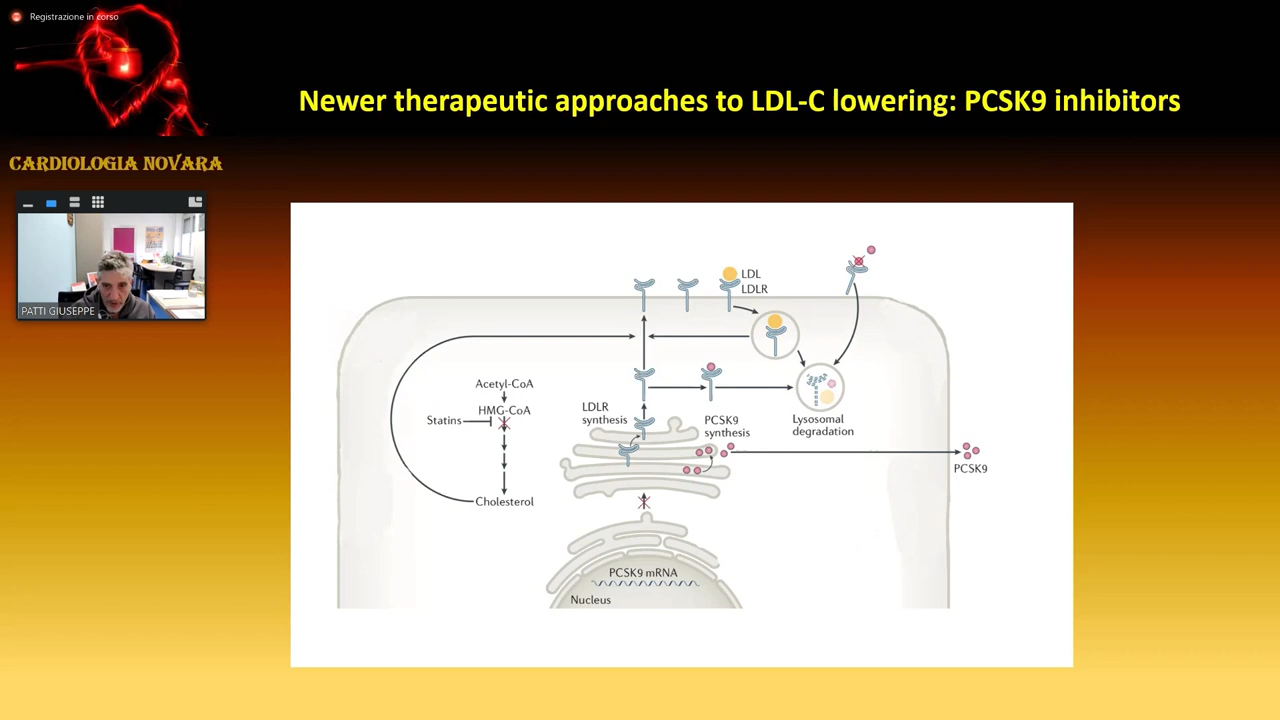 Registrazione in corso
Newer therapeutic approaches to LDL-C lowering: PCSK9 inhibitors
CARDIOLOGIA NOVARA
PATTI GIUSEPPE
LDL
LDLR
Acetyl-CoA
HMG-CoA
Statins
Cholesterol
LDLR
synthesis
PCSK9
synthesis
Lysosomal
degradation
PCSK9
PCSK9 mRNA
Nucleus